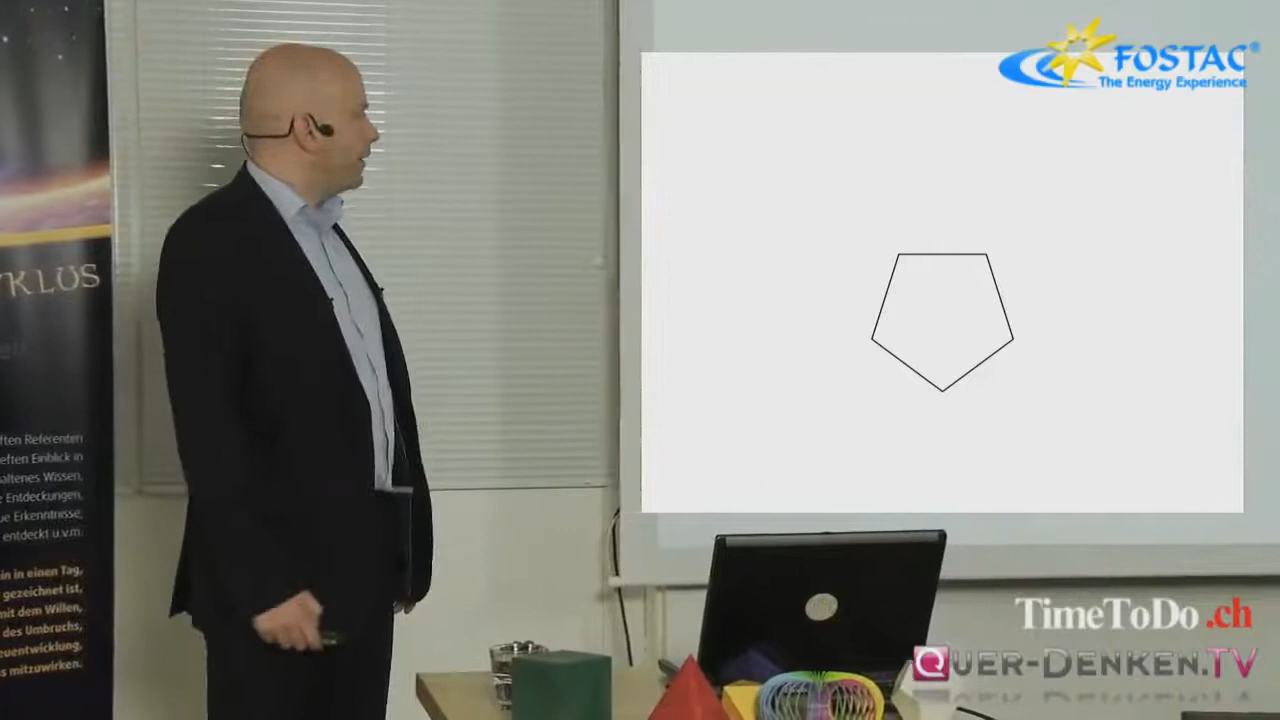 FOSTAC®
The Energy Experience
YKLUS
ften Referenten
eften Einblick in
altenes Wissen,
e Entdeckungen,
ue Erkenntnisse,
entdeckt u.v.m.
in in einen Tag,
gezeichnet ist,
mit dem Willen,
des Umbruchs,
euentwicklung,
s mitzuwirken.
TimeToDo.ch
QUER-DENKEN.TV